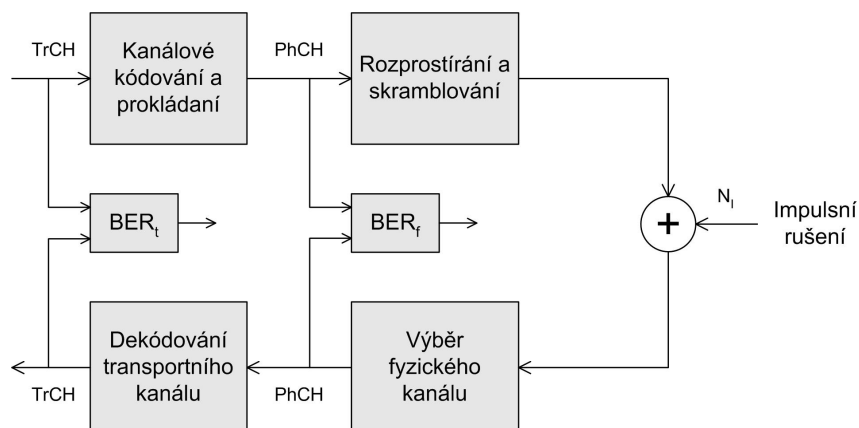 TrCH
Kanálové
kódování a
prokládaní
PhCH
Rozprostírání a
skramblování
BERt
BERf
+
NI
Impulsní
rušení
Dekódování
transportního
kanálu
Výběr
fyzického
kanálu
TrCH
PhCH